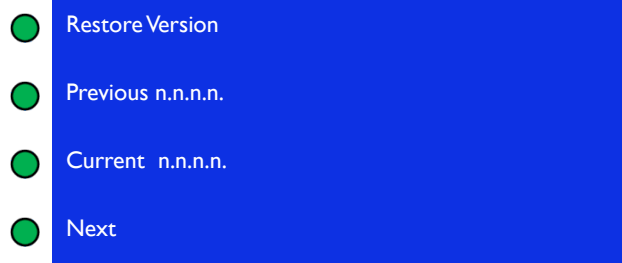 Restore Version
Previous n.n.n.n.
Current  n.n.n.n.
Next